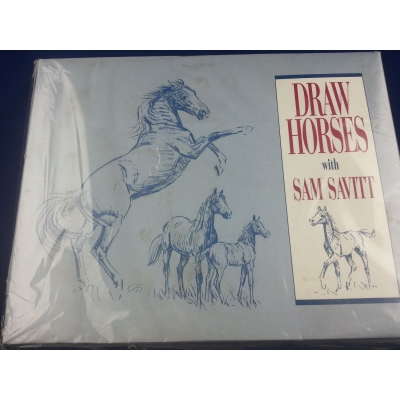 DRAW
HORSES
with
SAM SAVITT